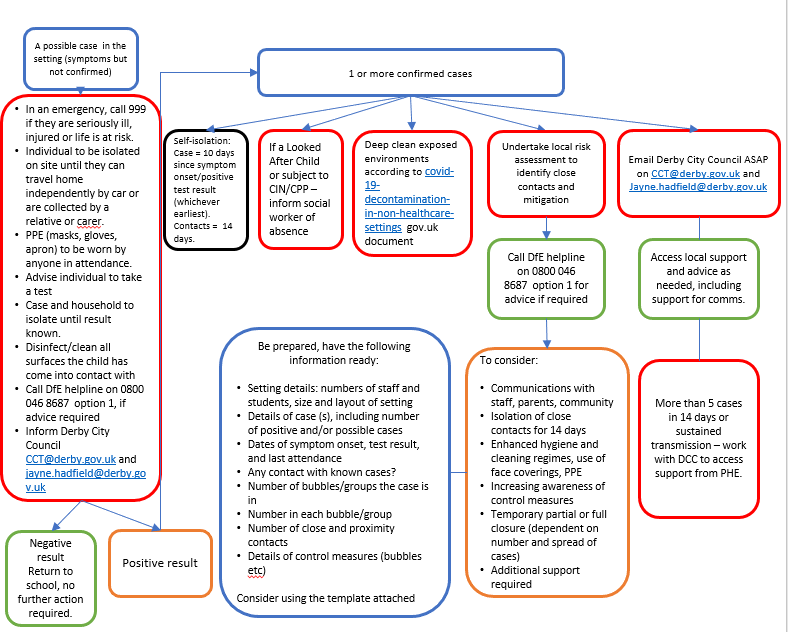 A possible case  in the
setting (symptoms but
not confirmed)
1 or more confirmed cases
• In an emergency, call 999
if they are seriously ill,
injured or life is at risk.
• Individual to be isolated
on site until they can
travel home
independently by car or
are collected by a
relative or carer.
• PPE (masks, gloves,
apron) to be worn by
anyone in attendance.
• Advise individual to take
a test
• Case and household to
isolate until result
known.
• Disinfect/clean all
surfaces the child has
come into contact with
• Call DfE helpline on 0800
046 8687  option 1, if
advice required
• Inform Derby City
Council
CCT@derby.gov.uk and
jayne.hadfield@derby.go
v.uk
Self-isolation:
Case = 10 days
since symptom
onset/positive
test result
(whichever
earliest).
Contacts =  14
days.
If a Looked
After Child
or subject to
CIN/CPP –
inform social
worker of
absence
Deep clean exposed
environments
according to covid-
19-
decontamination-
in-non-healthcare-
settings  gov.uk
document
Undertake local risk
assessment to
identify close
contacts and
mitigation
Email Derby City Council ASAP
on CCT@derby.gov.uk and
Jayne.hadfield@derby.gov.uk
Call DfE helpline
on 0800 046
8687  option 1 for
advice if required
Access local support
and advice as
needed, including
support for comms.
Be prepared, have the following
information ready:
• Setting details: numbers of staff and
students, size and layout of setting
• Details of case (s), including number
of positive and/or possible cases
• Dates of symptom onset, test result,
and last attendance
• Any contact with known cases?
• Number of bubbles/groups the case is
in
• Number in each bubble/group
• Number of close and proximity
contacts
• Details of control measures (bubbles
etc)
Consider using the template attached
To consider:
• Communications with
staff, parents, community
• Isolation of close
contacts for 14 days
• Enhanced hygiene and
cleaning regimes, use of
face coverings, PPE
• Increasing awareness of
control measures
• Temporary partial or full
closure (dependent on
number and spread of
cases)
• Additional support
required
More than 5 cases
in 14 days or
sustained
transmission – work
with DCC to access
support from PHE.
Negative
result
Return to
school, no
further action
required.
Positive result